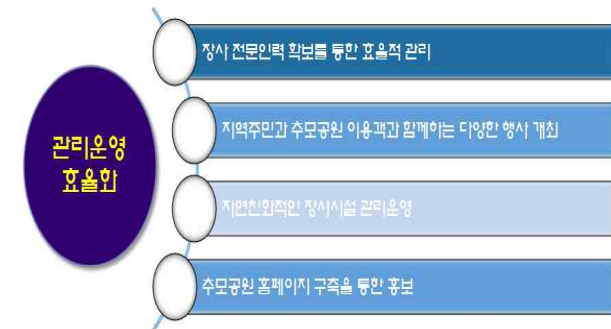 관리운영
효율화
장사 전문인력 확보를 통한 효율적 관리
지역주민과 추모공원 이용객과 함께하는 다양한 행사 개최
자연친화적인 장사시설 관리운영
추모공원 홈페이지 구축을 통한 홍보